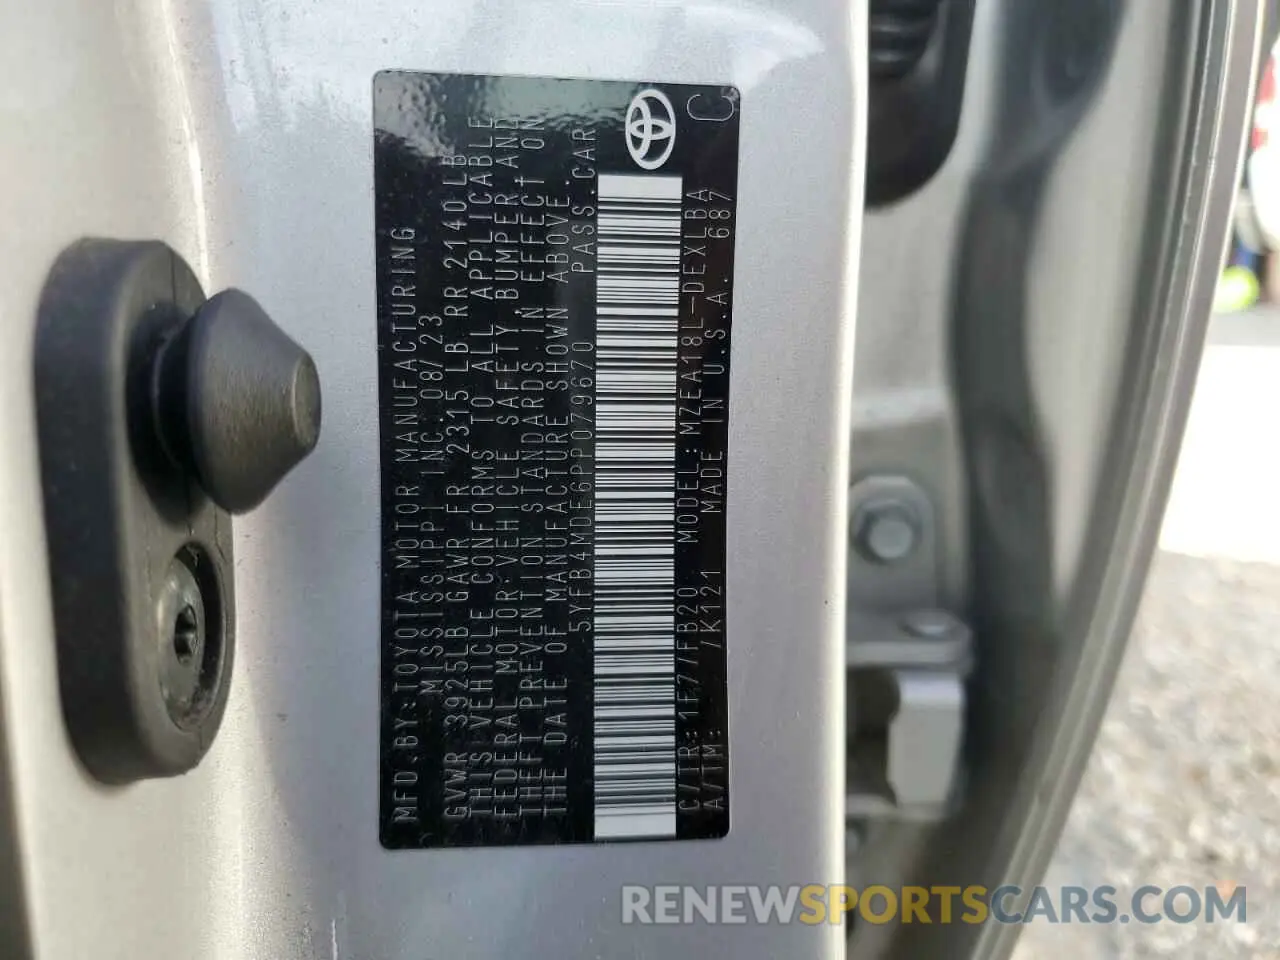 MFD.BY:TOYOTA MOTOR MANUFACTURING
MISSISSIPPI INC. 08/23
GVWR 3925LB GAWR FR 2315LB RR 2140LB
THIS VEHICLE CONFORMS TO ALL APPLICABLE
FEDERAL MOTOR VEHICLE SAFETY, BUMPER, AND
THEFT PREVENTION STANDARDS IN EFFECT ON
THE DATE OF MANUFACTURE SHOWN ABOVE.
5YFB4MDE6PP079670 PASS.CAR
C/TR: 1F7/FB20 MODEL:MZEA18L-DEXLBA
A/TM: /K121 MADE IN U.S.A. 687
C
RENEWSPORTSCARS.COM